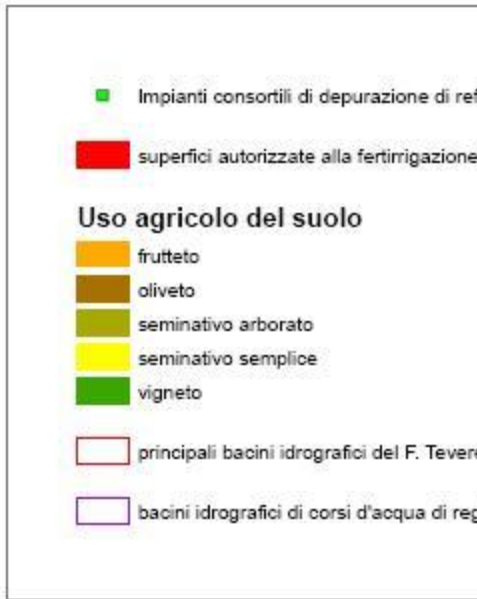 Impianti consortili di depurazione di ref
superfici autorizzate alla fertirrigazione
Uso agricolo del suolo
frutteto
oliveto
seminativo arborato
seminativo semplice
vigneto
principali bacini idrografici del F. Tevere
bacini idrografici di corsi d'acqua di reg